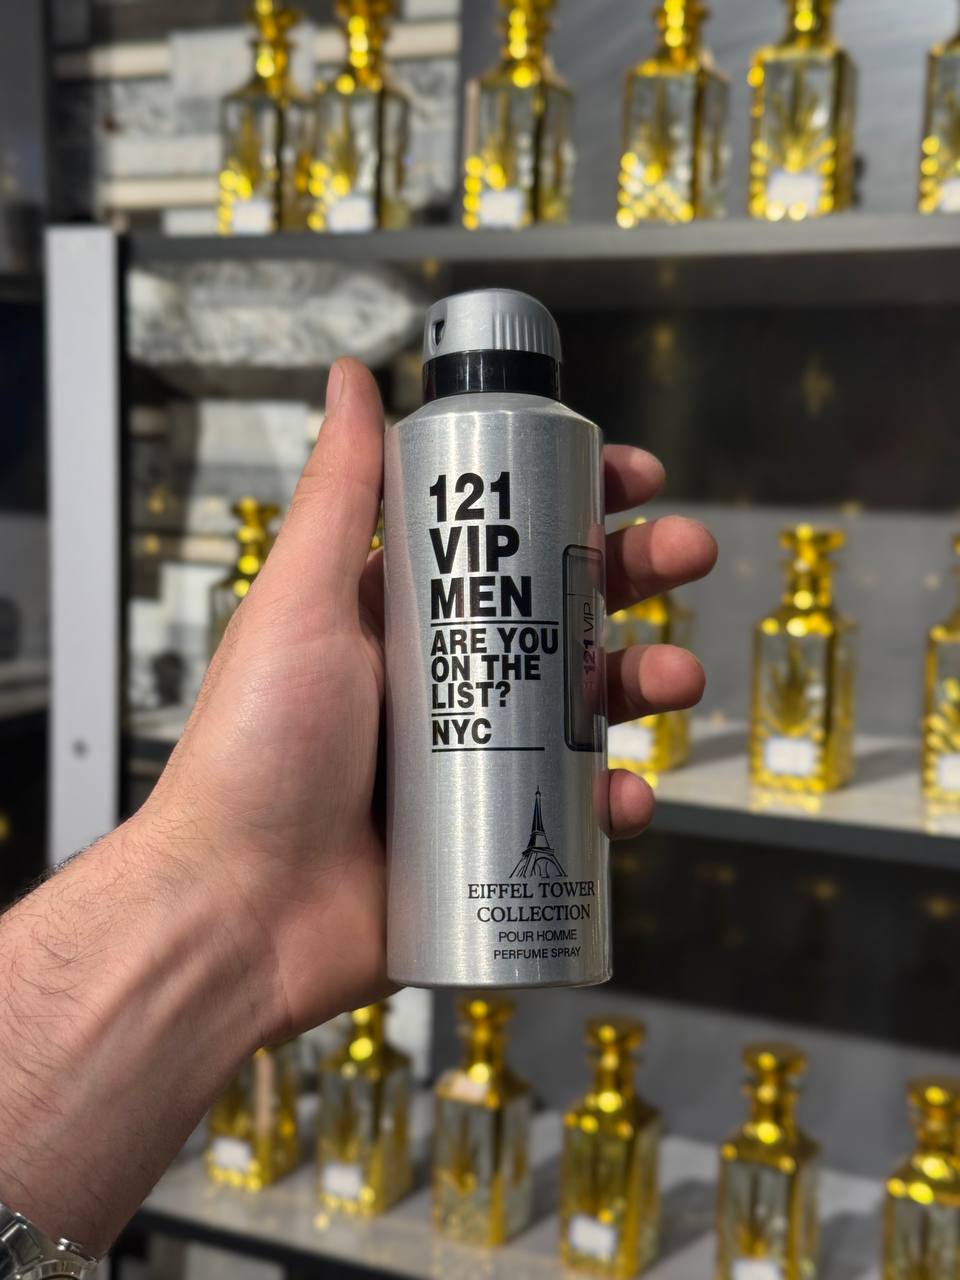 121
VIP
MEN
ARE YOU
ON THE
LIST?
NYC
121 VIP
EIFFEL TOWER
COLLECTION
POUR HOMME
PERFUME SPRAY